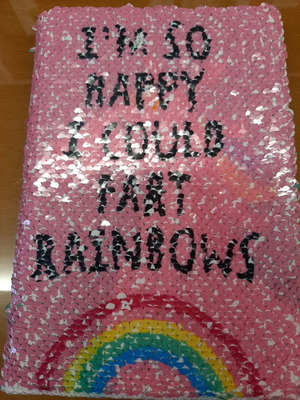 I'M SO
HAPPY
I COULD
FART
RAINBOWS